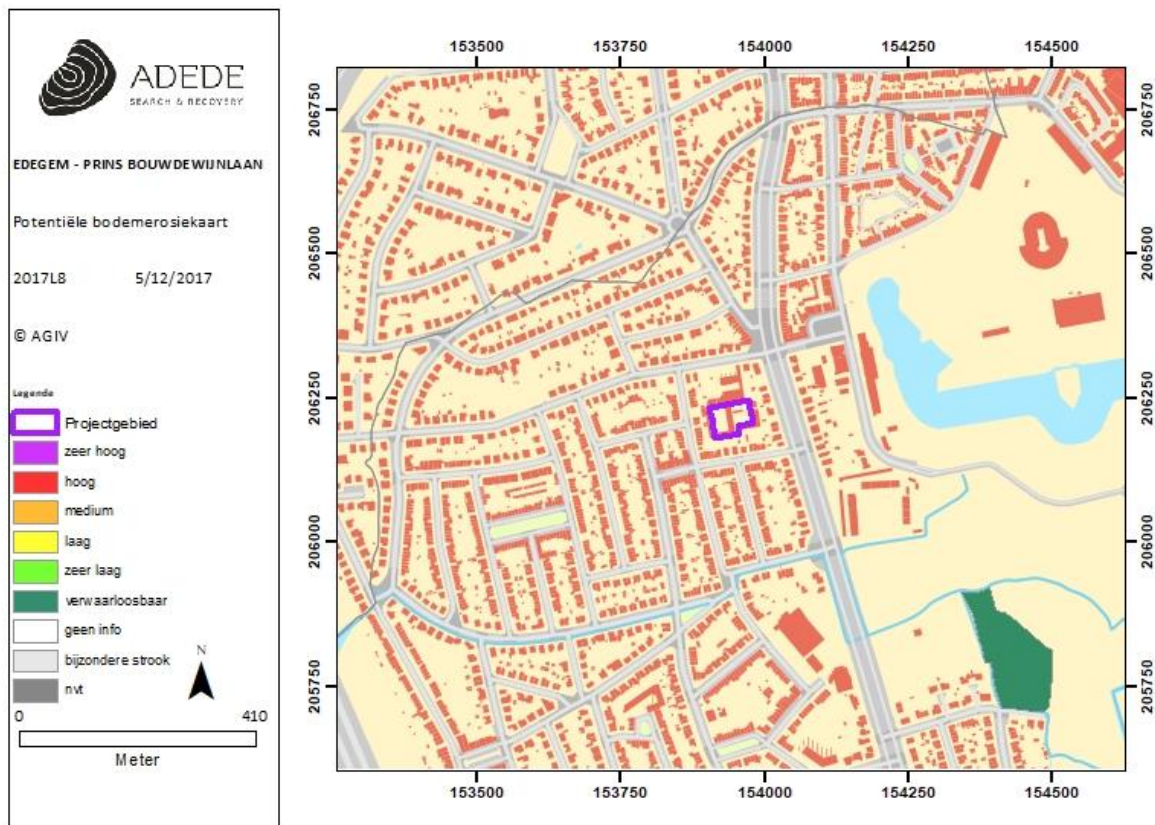 ADEDE
SEARCH & RECOVERY
EDEGEM - PRINS BOUWDEWIJNLAAN
Potentiële bodemerosiekaart
2017L8 5/12/2017
© AGIV
Legende
Projectgebied
zeer hoog
hoog
medium
laag
zeer laag
verwaarloosbaar
geen info
bijzondere strook
nvt
N
0 410
Meter
153500 153750 154000 154250 154500
206750 206750
206500 206500
206250 206250
206000 206000
205750 205750
153500 153750 154000 154250 154500